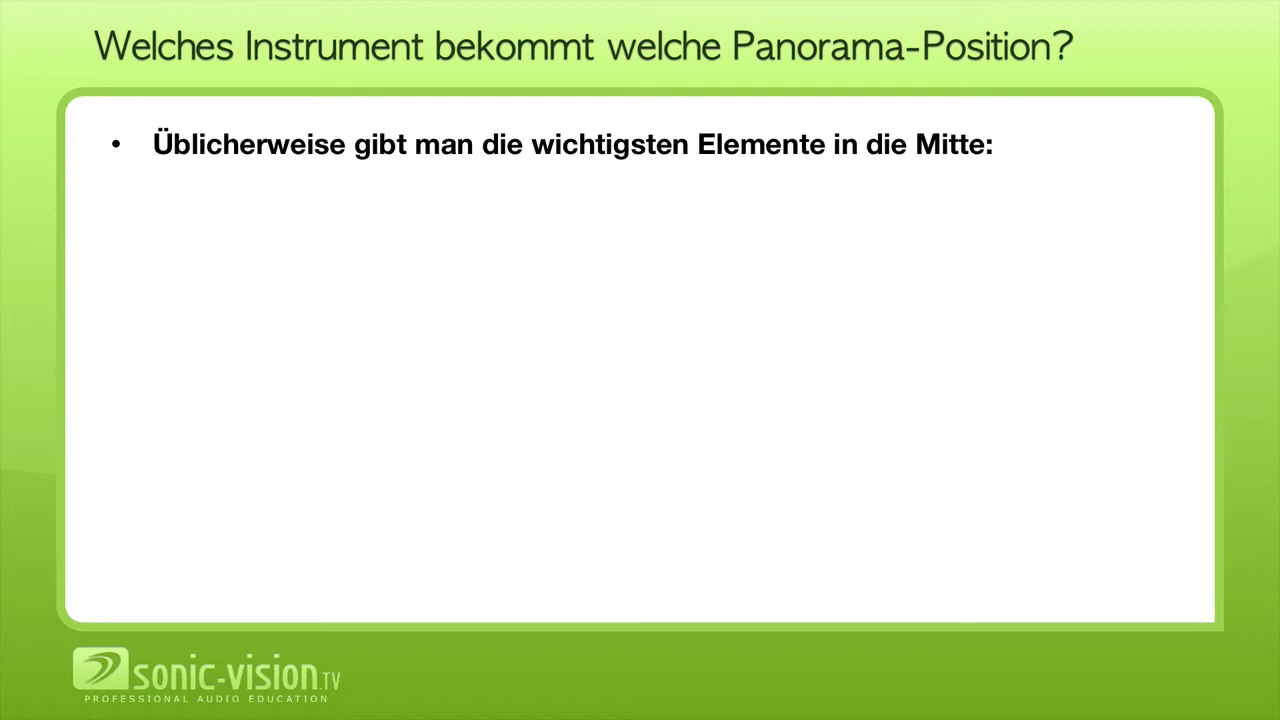 Welches Instrument bekommt welche Panorama-Position?
• Üblicherweise gibt man die wichtigsten Elemente in die Mitte:
sonic-vision.TV
PROFESSIONAL AUDIO EDUCATION